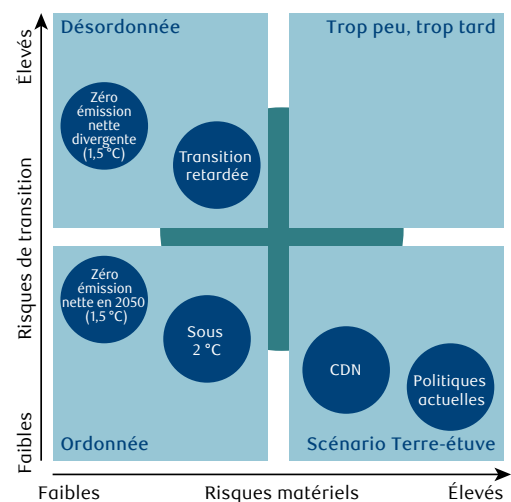 Désordonnée
Trop peu, trop tard
Élevés
Risques de transition
Faibles
Zéro
émission
nette
divergente
(1,5 °C)
Transition
retardée
Zéro
émission
nette en 2050
(1,5 °C)
Sous
2 °C
CDN
Politiques
actuelles
Ordonnée
Scénario Terre-étuve
Faibles
Risques matériels
Élevés